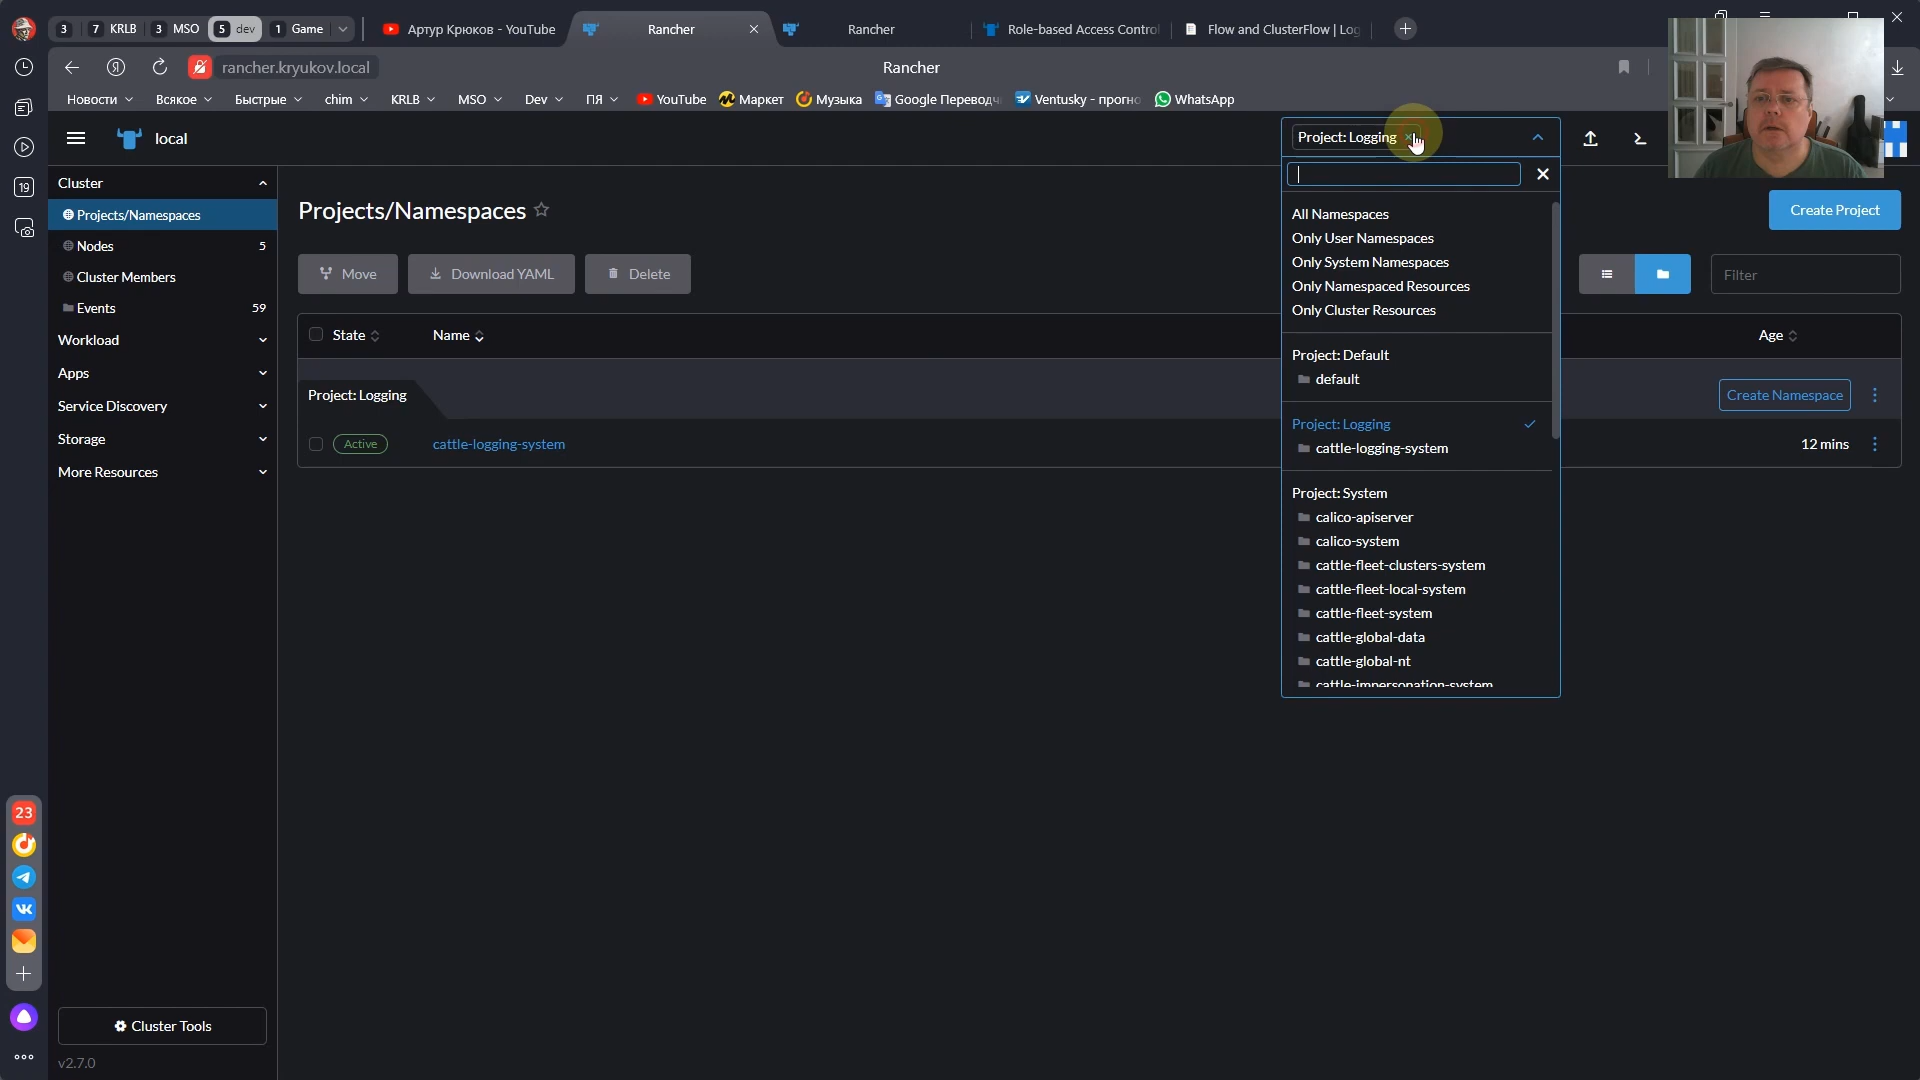 3
7 KRLB
3 MSO
5 dev
1 Game
Артур Крюков - YouTube
Rancher
Rancher
Role-based Access Control
Flow and ClusterFlow | Log
rancher.kryukov.local
Rancher
Новости
Всякое
Быстрые
chim
KRLB
MSO
Dev
ПЯ
YouTube
Маркет
Музыка
Google Переводч
Ventusky - прогно
WhatsApp
19
local
Project: Logging
Cluster
Projects/Namespaces
Nodes 5
Cluster Members
Events 59
Workload
Apps
Service Discovery
Storage
More Resources
Projects/Namespaces
Create Project
Move
Download YAML
Delete
Filter
State
Name
Age
Project: Logging
Create Namespace
Active
cattle-logging-system
12 mins
All Namespaces
Only User Namespaces
Only System Namespaces
Only Namespaced Resources
Only Cluster Resources
Project: Default
default
Project: Logging
cattle-logging-system
Project: System
calico-apiserver
calico-system
cattle-fleet-clusters-system
cattle-fleet-local-system
cattle-fleet-system
cattle-global-data
cattle-global-nt
cattle-impersonation-system
23
Cluster Tools
v2.7.0